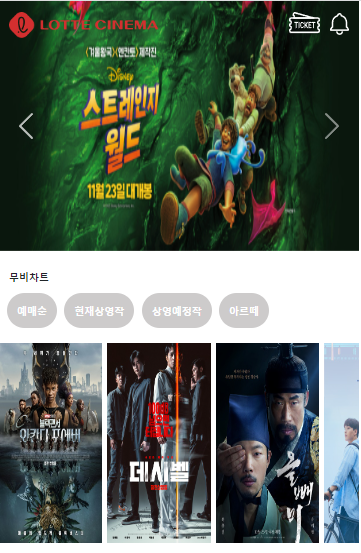 LOTTE CINEMA
TICKET
<겨울왕국><엔칸토> 제작진
Disney
스트레인지
월드
11월 23일 대개봉
무비차트
예매순
현재상영작
상영예정작
아르떼
블랙팬서
와칸다 포에버
데시벨
올빼미